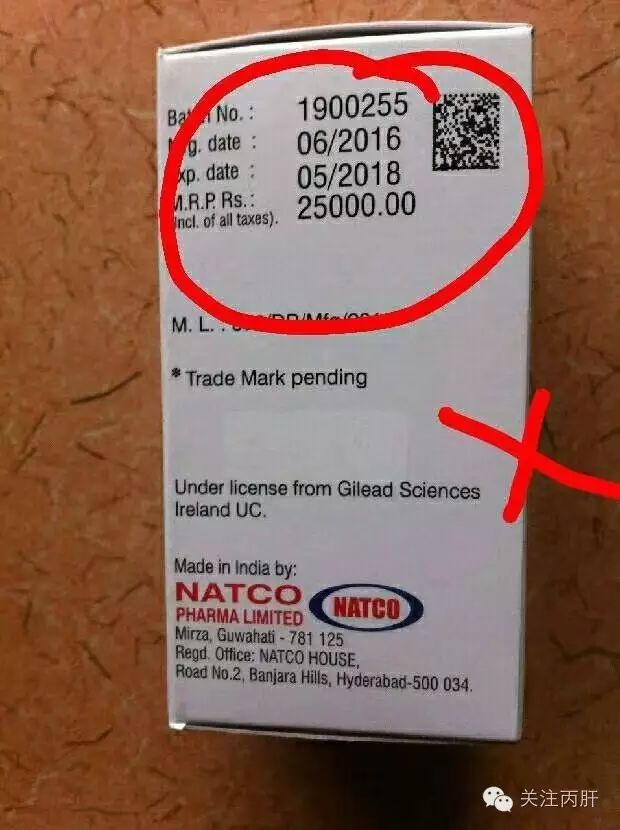 No.: 1900255
date : 06/2016
date : 05/2018
M.R.P. Rs.: 25000.00
(Incl. of all taxes).
M. L. :
* Trade Mark pending
Under license from Gilead Sciences
Ireland UC.
Made in India by:
NATCO
PHARMA LIMITED
NATCO
Mirza, Guwahati - 781 125
Regd. Office: NATCO HOUSE,
Road No.2, Banjara Hills, Hyderabad-500 034.
关注丙肝